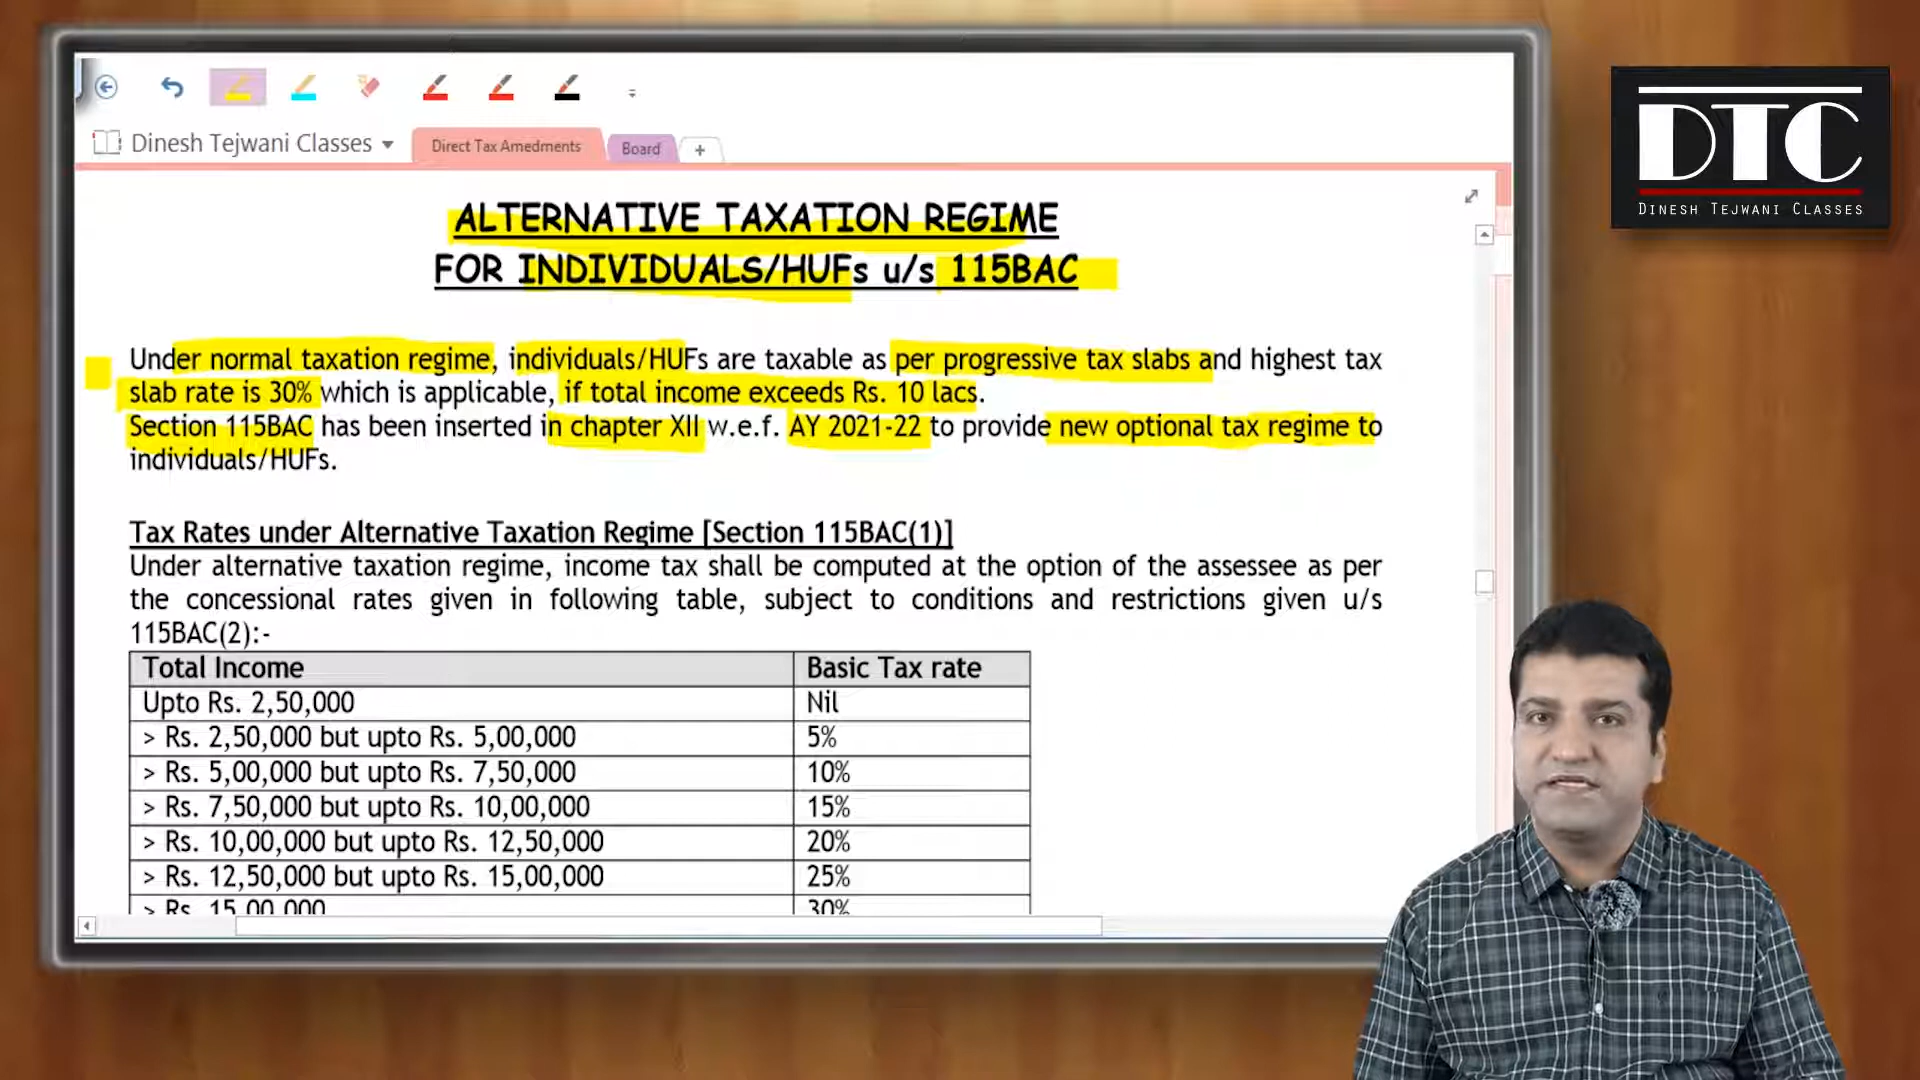 Dinesh Tejwani Classes
Direct Tax Amedments
Board
+
DTC
DINESH TEJWANI CLASSES
ALTERNATIVE TAXATION REGIME
FOR INDIVIDUALS/HUFs u/s 115BAC
Under normal taxation regime, individuals/HUFs are taxable as per progressive tax slabs and highest tax
slab rate is 30% which is applicable, if total income exceeds Rs. 10 lacs.
Section 115BAC has been inserted in chapter XII w.e.f. AY 2021-22 to provide new optional tax regime to
individuals/HUFs.
Tax Rates under Alternative Taxation Regime [Section 115BAC(1)]
Under alternative taxation regime, income tax shall be computed at the option of the assessee as per
the concessional rates given in following table, subject to conditions and restrictions given u/s
115BAC(2):-
Total Income Basic Tax rate
Upto Rs. 2,50,000 Nil
> Rs. 2,50,000 but upto Rs. 5,00,000 5%
> Rs. 5,00,000 but upto Rs. 7,50,000 10%
> Rs. 7,50,000 but upto Rs. 10,00,000 15%
> Rs. 10,00,000 but upto Rs. 12,50,000 20%
> Rs. 12,50,000 but upto Rs. 15,00,000 25%
> Rs. 15,00,000 30%